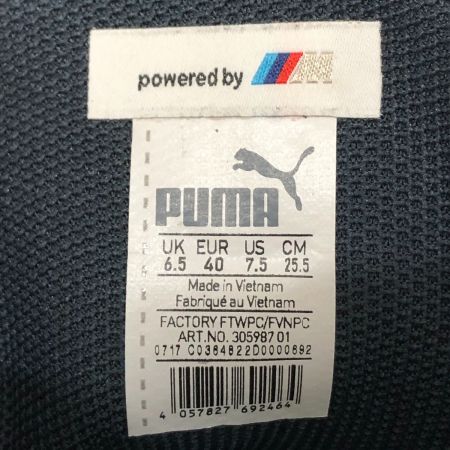 powered by M
PUMA
UK EUR US CM
6.5 40 7.5 25.5
Made in Vietnam
Fabriqué au Vietnam
FACTORY FTWPC/FVNPC
ART.NO. 305987 01
0717 C0364822D0000692
4 057827 692464